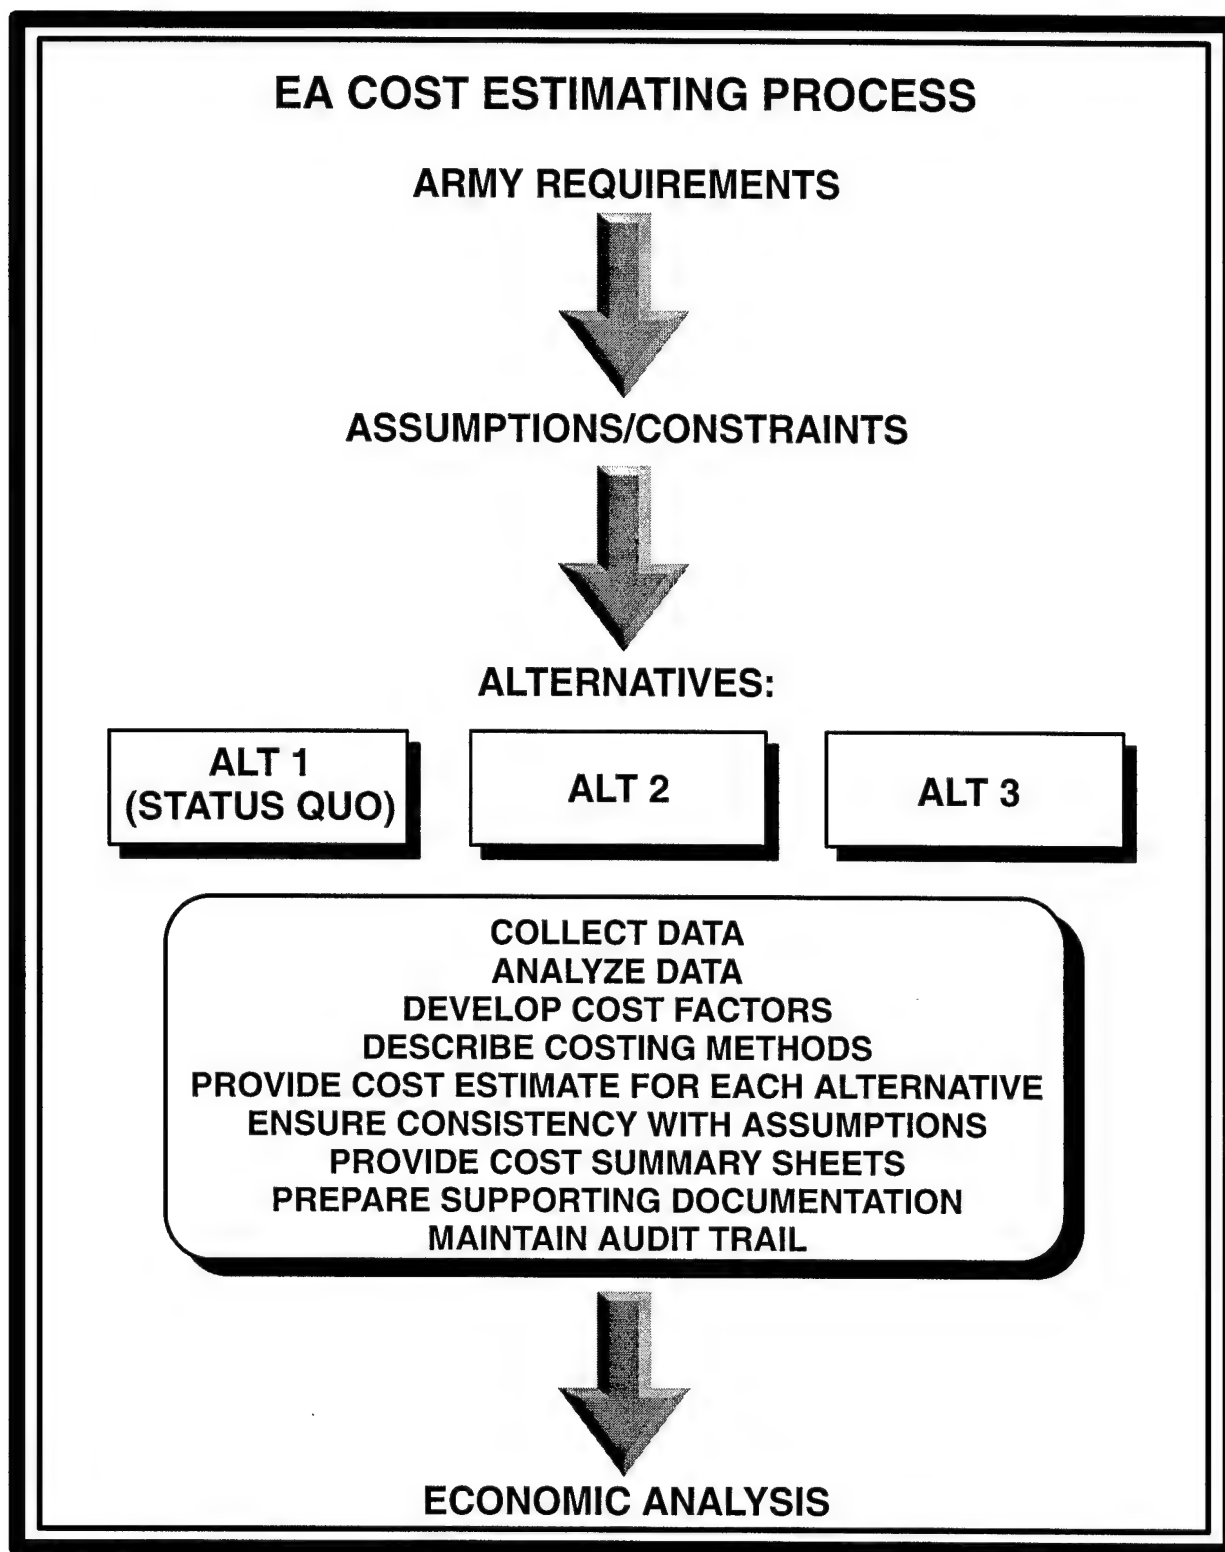 EA COST ESTIMATING PROCESS
ARMY REQUIREMENTS
ASSUMPTIONS/CONSTRAINTS
ALTERNATIVES:
ALT 1
(STATUS QUO)
ALT 2
ALT 3
COLLECT DATA
ANALYZE DATA
DEVELOP COST FACTORS
DESCRIBE COSTING METHODS
PROVIDE COST ESTIMATE FOR EACH ALTERNATIVE
ENSURE CONSISTENCY WITH ASSUMPTIONS
PROVIDE COST SUMMARY SHEETS
PREPARE SUPPORTING DOCUMENTATION
MAINTAIN AUDIT TRAIL
ECONOMIC ANALYSIS